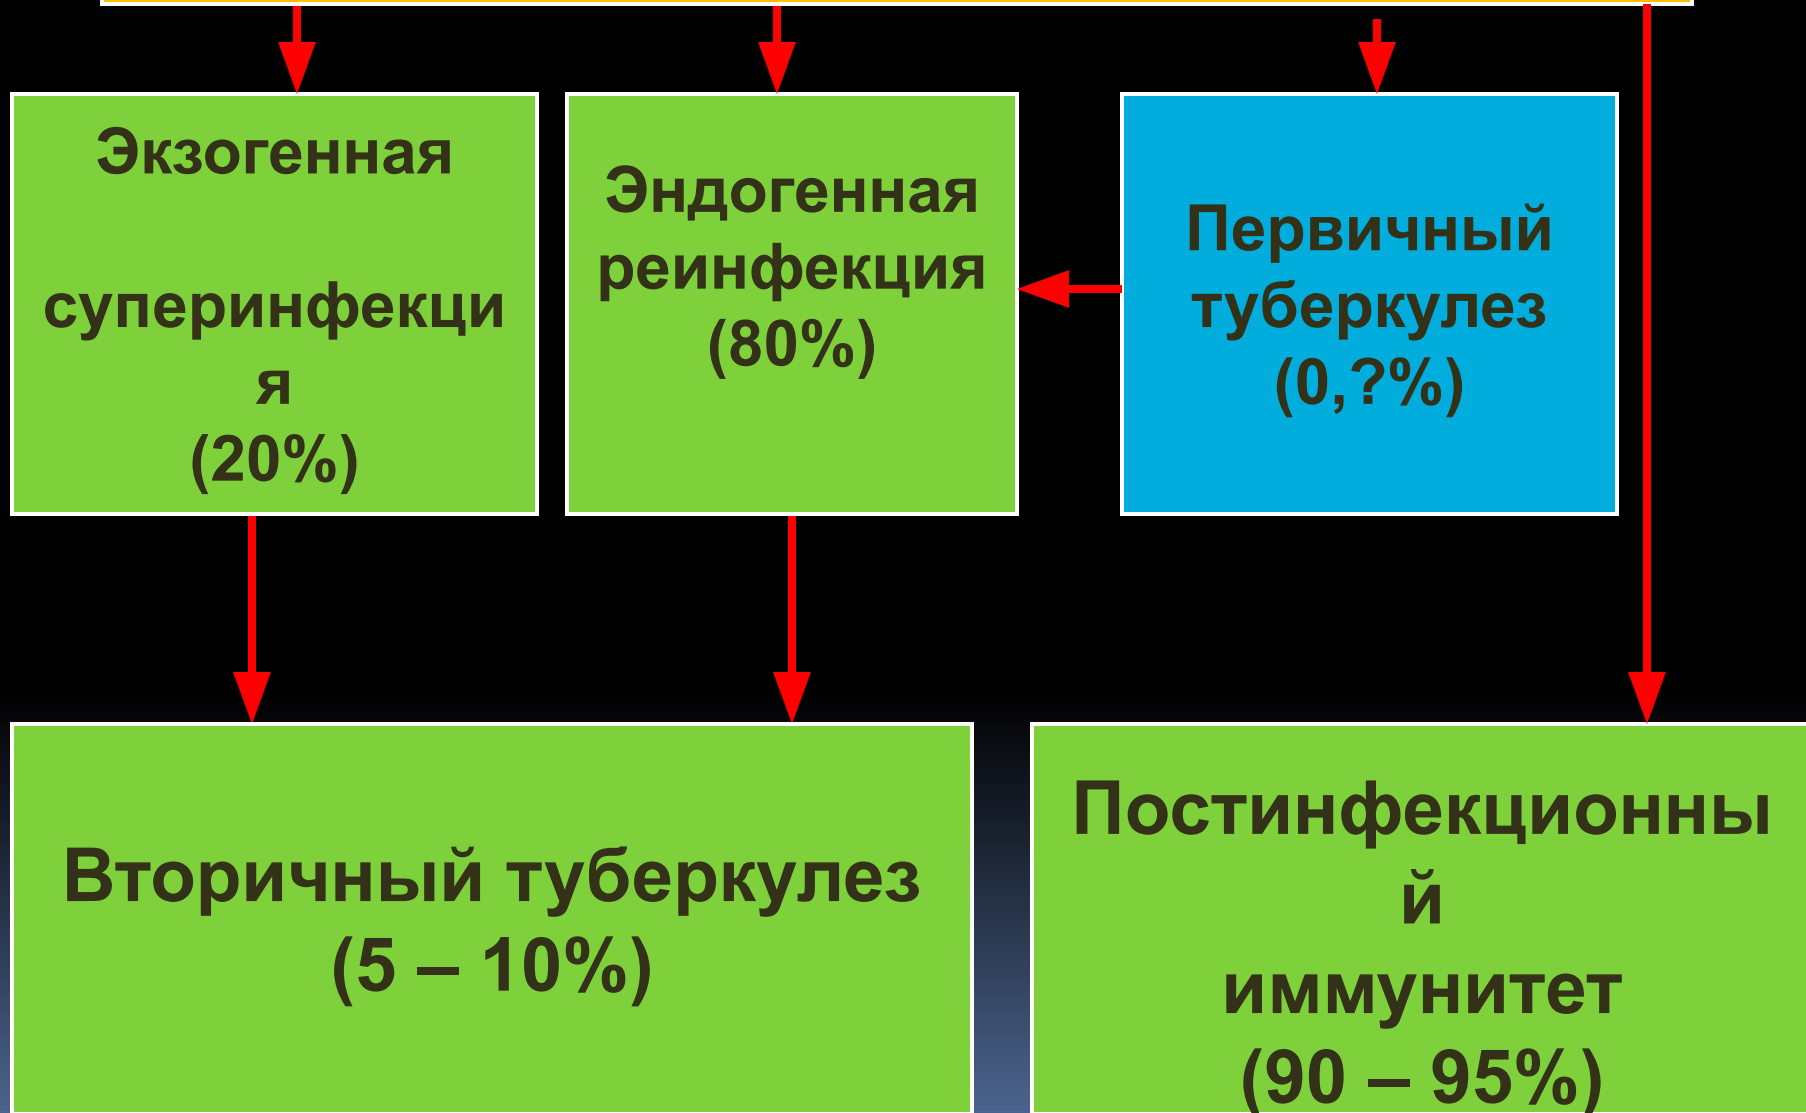 Экзогенная
суперинфекци
я
(20%)
Эндогенная
реинфекция
(80%)
Первичный
туберкулез
(0,?%)
Вторичный туберкулез
(5 – 10%)
Постинфекционны
й
иммунитет
(90 – 95%)